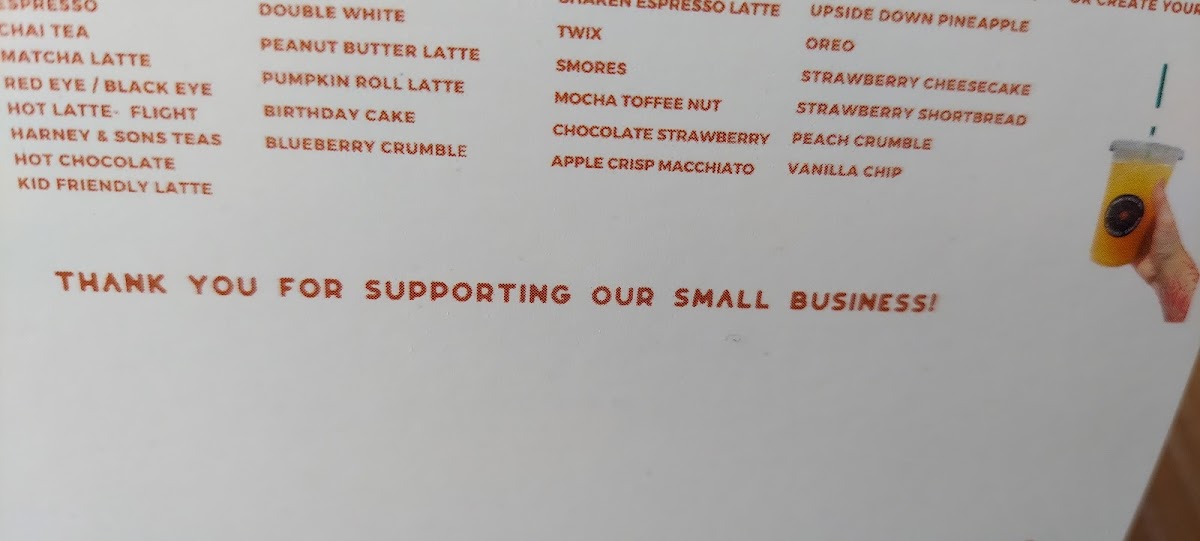 ESPRESSO
CHAI TEA
MATCHA LATTE
RED EYE / BLACK EYE
HOT LATTE- FLIGHT
HARNEY & SONS TEAS
HOT CHOCOLATE
KID FRIENDLY LATTE
DOUBLE WHITE
PEANUT BUTTER LATTE
PUMPKIN ROLL LATTE
BIRTHDAY CAKE
BLUEBERRY CRUMBLE
SHAKEN ESPRESSO LATTE
TWIX
SMORES
MOCHA TOFFEE NUT
CHOCOLATE STRAWBERRY
APPLE CRISP MACCHIATO
UPSIDE DOWN PINEAPPLE
OREO
STRAWBERRY CHEESECAKE
STRAWBERRY SHORTBREAD
PEACH CRUMBLE
VANILLA CHIP
OR CREATE YOUR
THANK YOU FOR SUPPORTING OUR SMALL BUSINESS!